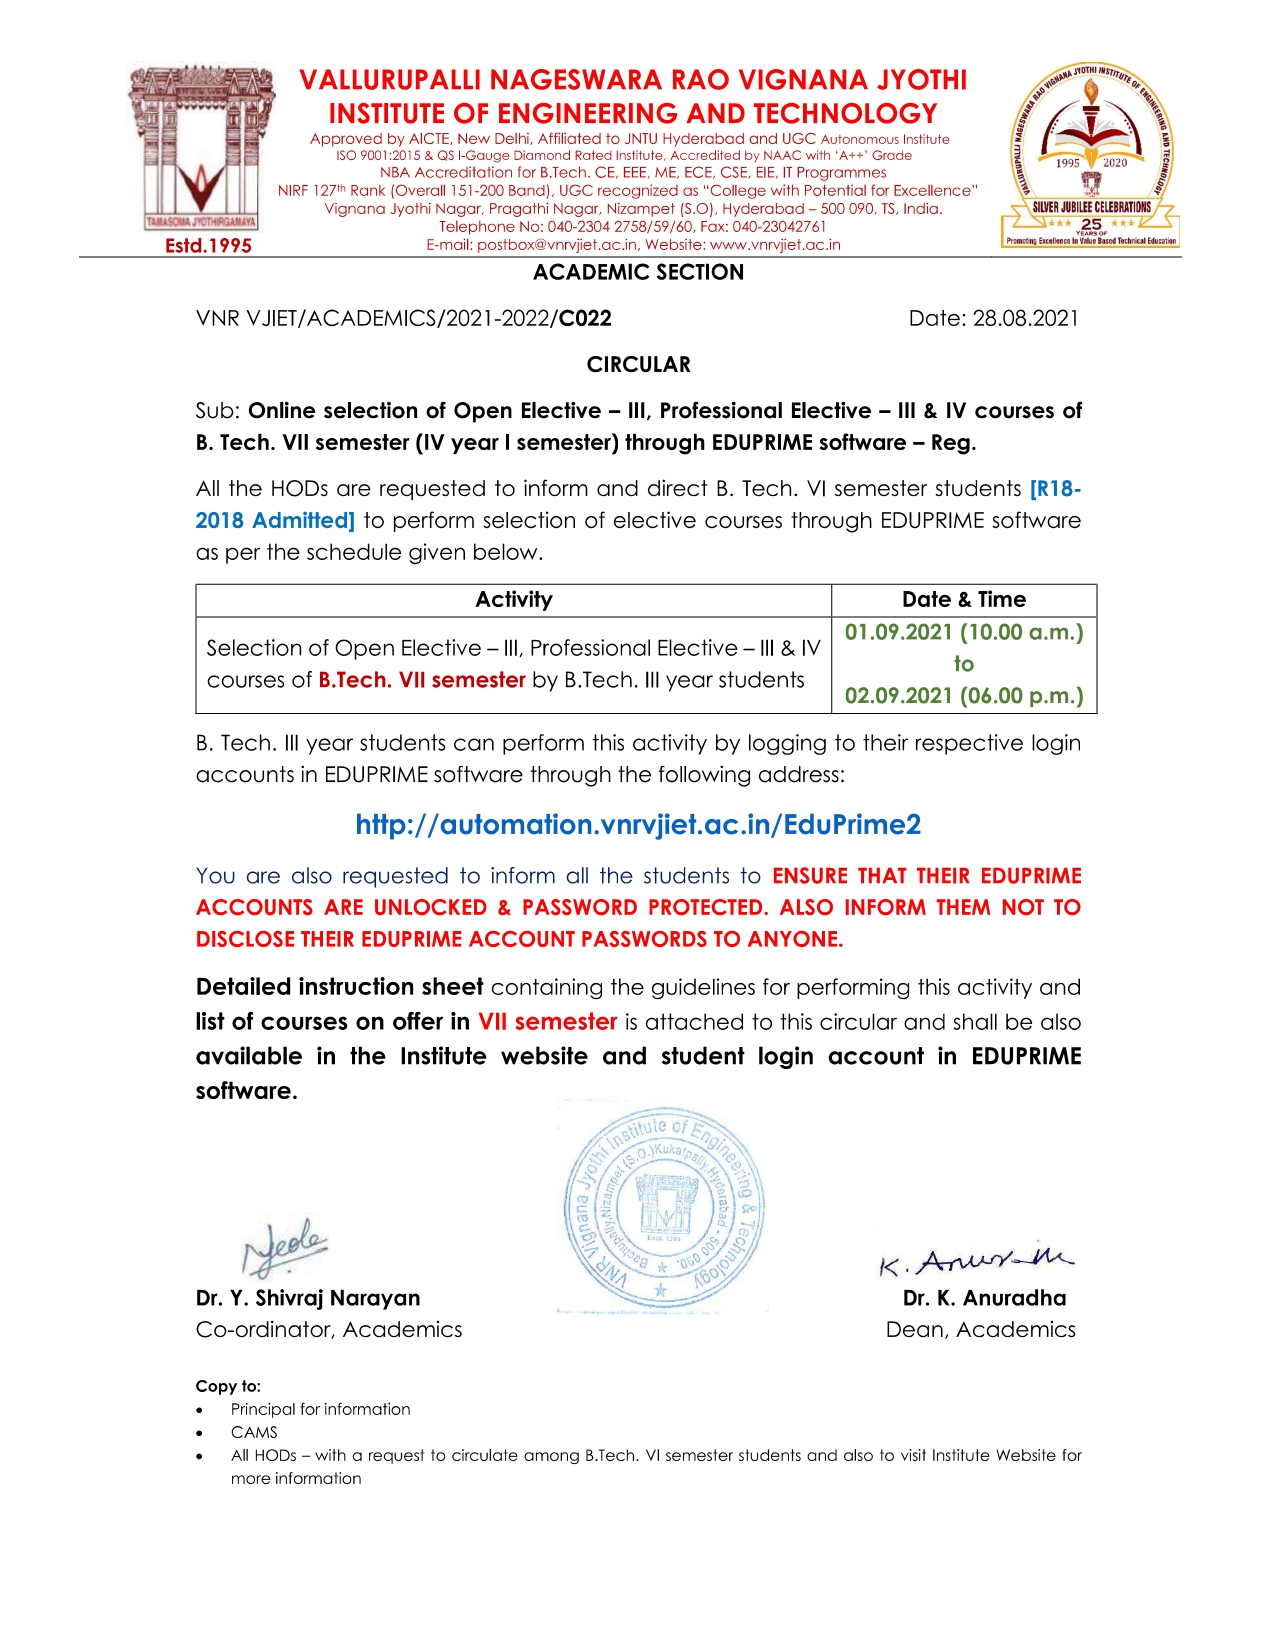 VALLURUPALLI NAGESWARA RAO VIGNANA JYOTHI
INSTITUTE OF ENGINEERING AND TECHNOLOGY
Approved by AICTE, New Delhi, Affiliated to JNTU Hyderabad and UGC Autonomous Institute
ISO 9001:2015 & QS I-Gauge Diamond Rated Institute, Accredited by NAAC with ‘A++’ Grade
NBA Accreditation for B.Tech. CE, EEE, ME, ECE, CSE, EIE, IT Programmes
NIRF 127th Rank (Overall 151-200 Band), UGC recognized as “College with Potential for Excellence”
Vignana Jyothi Nagar, Pragathi Nagar, Nizampet (S.O), Hyderabad – 500 090, TS, India.
Telephone No: 040-2304 2758/59/60, Fax: 040-23042761
E-mail: postbox@vnrvjiet.ac.in, Website: www.vnrvjiet.ac.in
TAMASOMA JYOTHIRGAMAYA
Estd.1995
VALLURUPALLI NAGESWARA RAO VIGNANA JYOTHI INSTITUTE OF ENGINEERING AND TECHNOLOGY
1995 2020
SILVER JUBILEE CELEBRATIONS
25
YEARS OF
Promoting Excellence in Value Based Technical Education
ACADEMIC SECTION
VNR VJIET/ACADEMICS/2021-2022/C022 Date: 28.08.2021
CIRCULAR
Sub: Online selection of Open Elective – III, Professional Elective – III & IV courses of
B. Tech. VII semester (IV year I semester) through EDUPRIME software – Reg.
All the HODs are requested to inform and direct B. Tech. VI semester students [R18-
2018 Admitted] to perform selection of elective courses through EDUPRIME software
as per the schedule given below.
Activity Date & Time
Selection of Open Elective – III, Professional Elective – III & IV
courses of B.Tech. VII semester by B.Tech. III year students
01.09.2021 (10.00 a.m.)
to
02.09.2021 (06.00 p.m.)
B. Tech. III year students can perform this activity by logging to their respective login
accounts in EDUPRIME software through the following address:
http://automation.vnrvjiet.ac.in/EduPrime2
You are also requested to inform all the students to ENSURE THAT THEIR EDUPRIME
ACCOUNTS ARE UNLOCKED & PASSWORD PROTECTED. ALSO INFORM THEM NOT TO
DISCLOSE THEIR EDUPRIME ACCOUNT PASSWORDS TO ANYONE.
Detailed instruction sheet containing the guidelines for performing this activity and
list of courses on offer in VII semester is attached to this circular and shall be also
available in the Institute website and student login account in EDUPRIME
software.
VNR Vignana Jyothi Institute of Engineering & Technology
Bachupally, Nizampet (S.O.) Kukatpally, Hyderabad - 500 090.
K. Anuradha
Dr. Y. Shivraj Narayan Dr. K. Anuradha
Co-ordinator, Academics Dean, Academics
Copy to:
• Principal for information
• CAMS
• All HODs – with a request to circulate among B.Tech. VI semester students and also to visit Institute Website for
more information